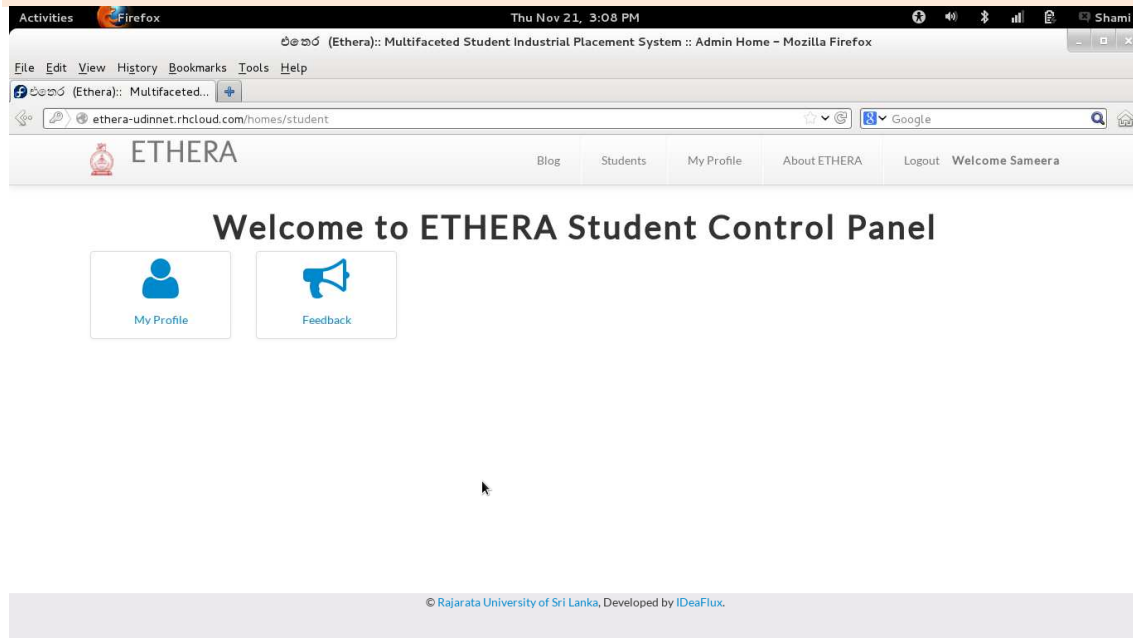 Activities Firefox Thu Nov 21, 3:08 PM Shami
එතෙර (Ethera):: Multifaceted Student Industrial Placement System :: Admin Home - Mozilla Firefox
File Edit View History Bookmarks Tools Help
එතෙර (Ethera):: Multifaceted...
ethera-udinnet.rhcloud.com/homes/student Google
ETHERA Blog Students My Profile About ETHERA Logout Welcome Sameera
Welcome to ETHERA Student Control Panel
My Profile Feedback
© Rajarata University of Sri Lanka, Developed by IDeaFlux.